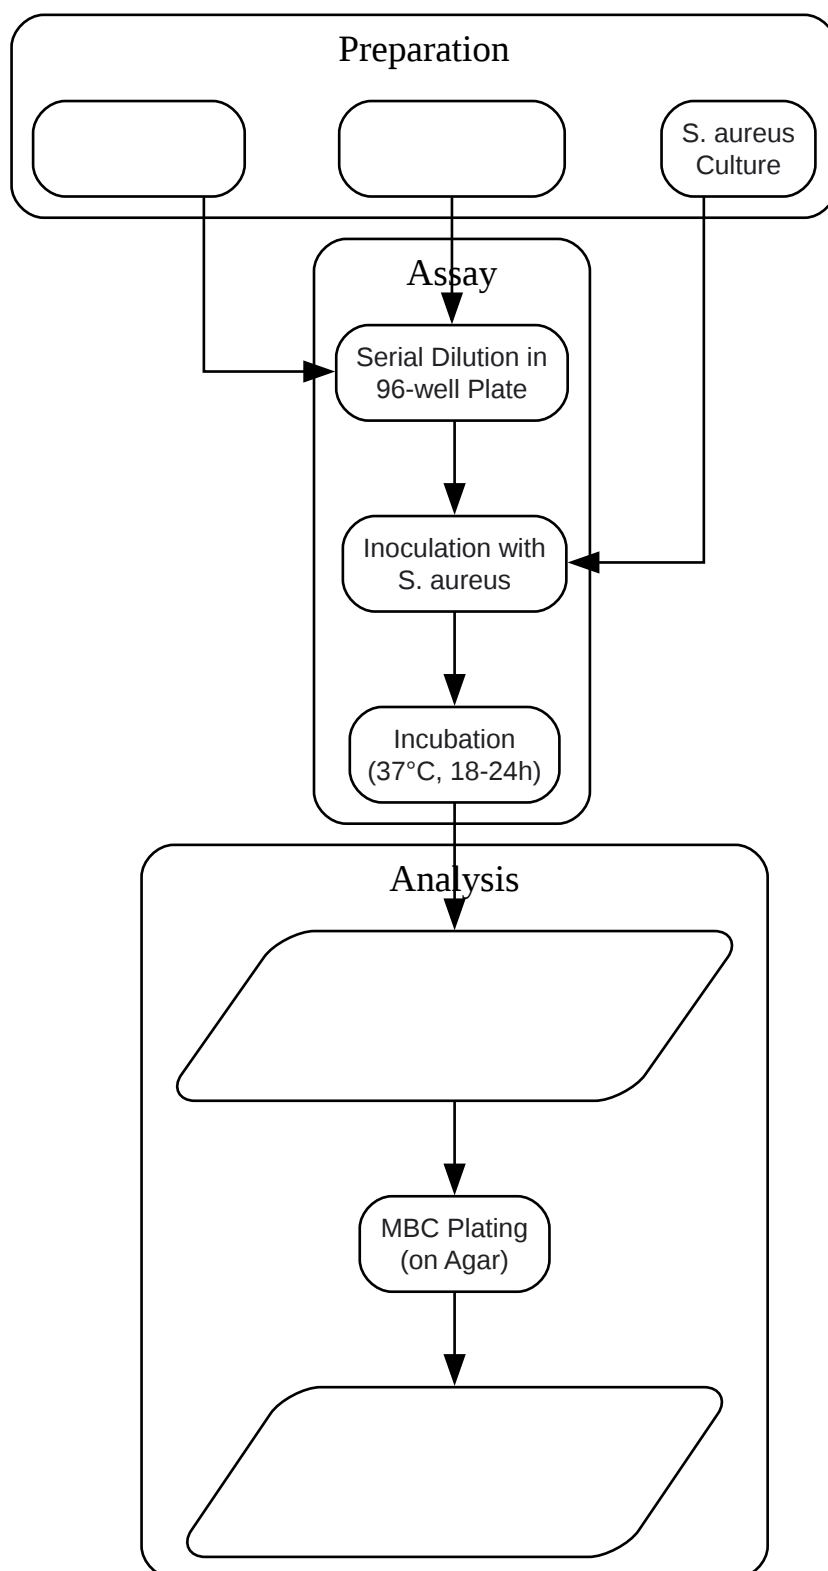 Preparation
S. aureus
Culture
Assay
Serial Dilution in
96-well Plate
Inoculation with
S. aureus
Incubation
(37°C, 18-24h)
Analysis
MBC Plating
(on Agar)